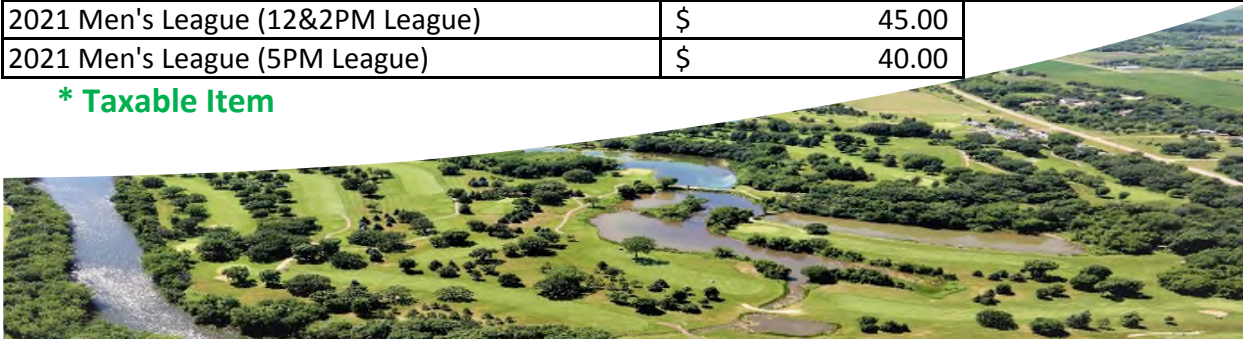 2021 Men's League (12&2PM League) $ 45.00
2021 Men's League (5PM League) $ 40.00
* Taxable Item